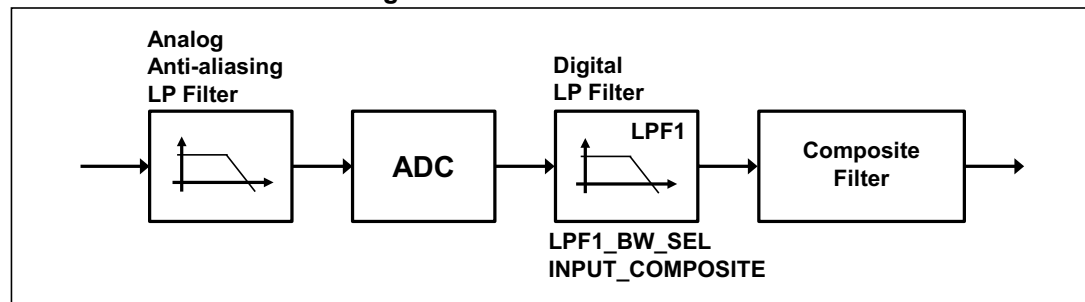 Analog
Anti-aliasing
LP Filter
ADC
Digital
LP Filter
LPF1
LPF1_BW_SEL
INPUT_COMPOSITE
Composite
Filter